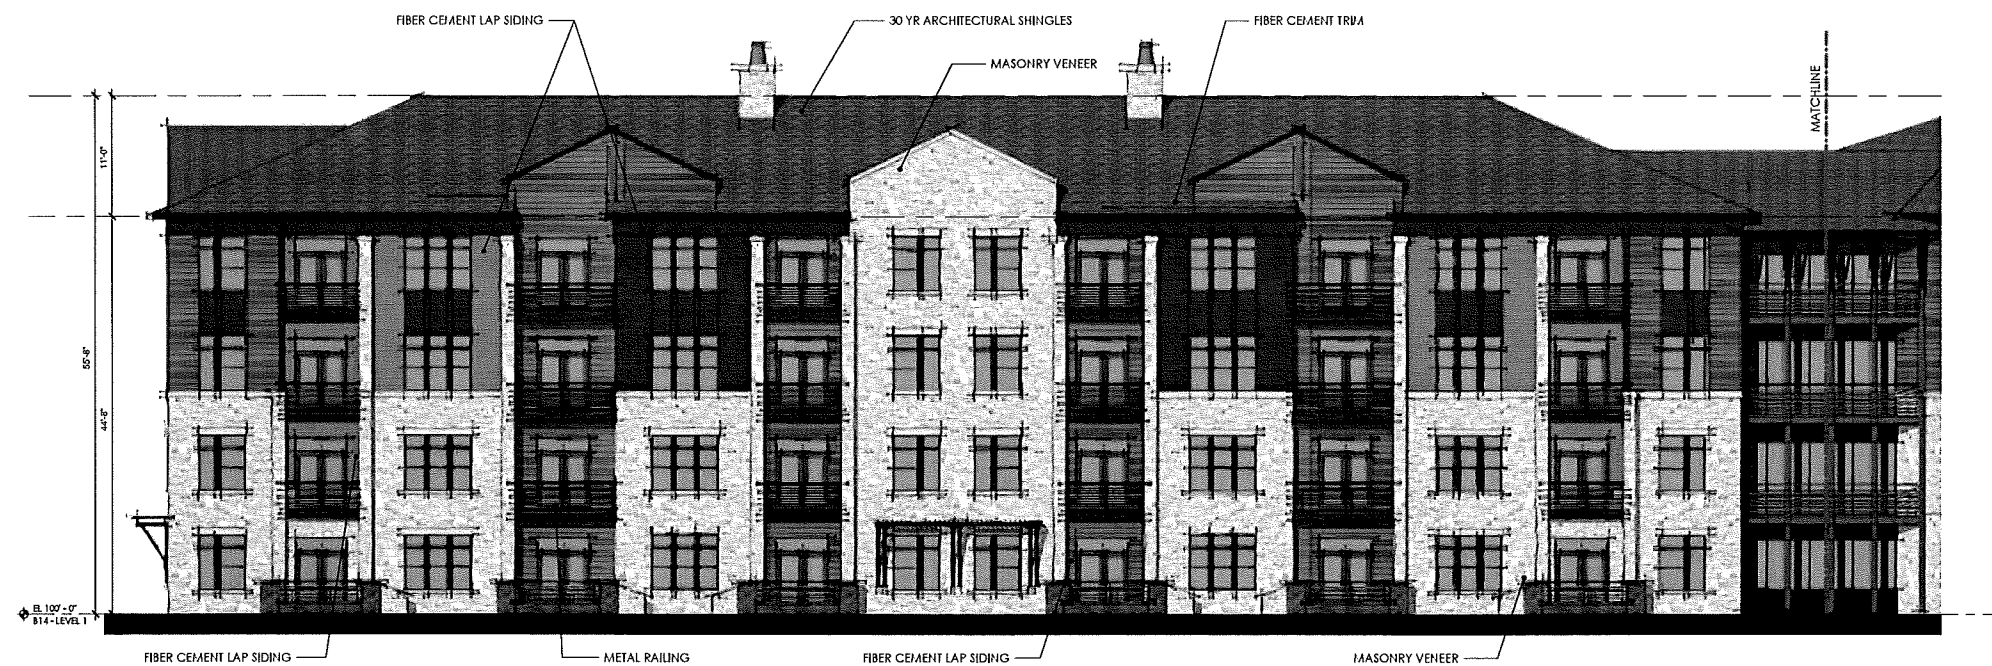 FIBER CEMENT LAP SIDING
30 YR ARCHITECTURAL SHINGLES
FIBER CEMENT TRIM
MASONRY VENEER
MATCHLINE
11'-0"
55'-8"
44'-8"
EL 100' - 0"
B14 - LEVEL 1
FIBER CEMENT LAP SIDING
METAL RAILING
FIBER CEMENT LAP SIDING
MASONRY VENEER